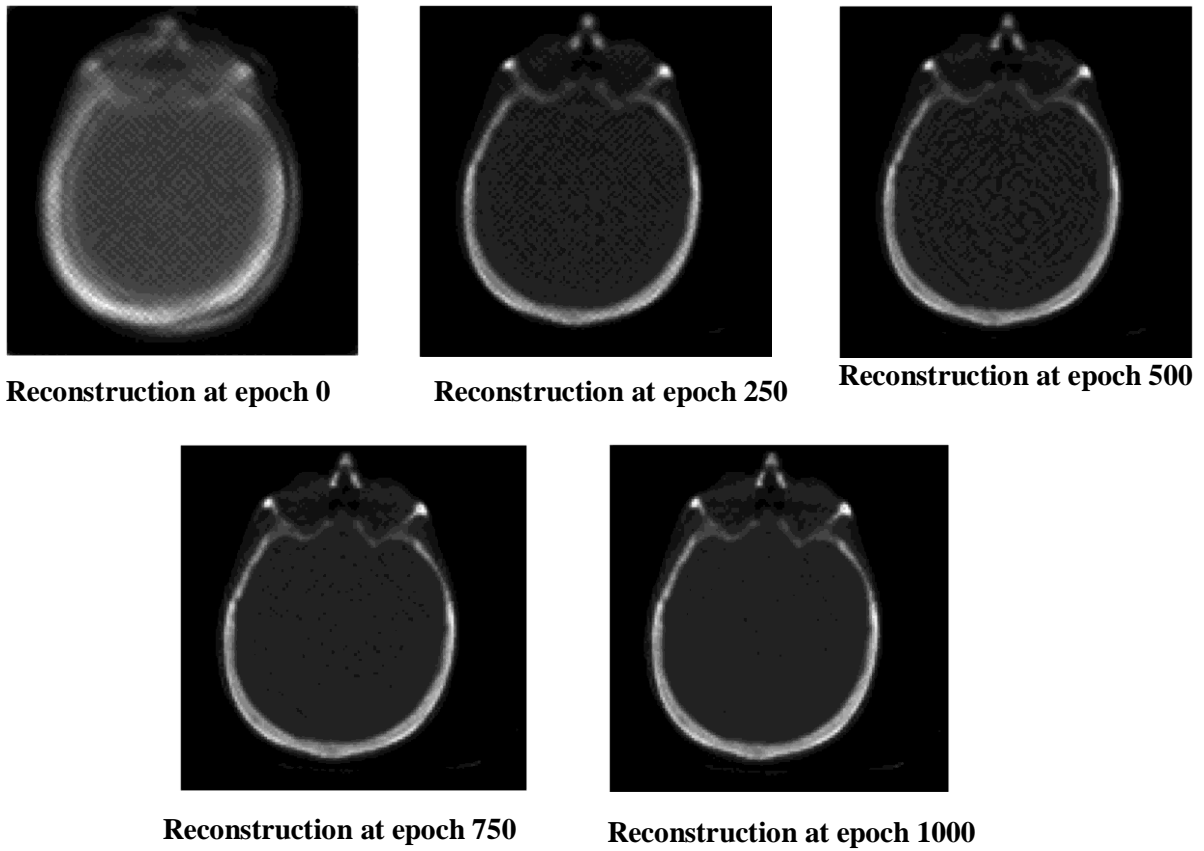 Reconstruction at epoch 0
Reconstruction at epoch 250
Reconstruction at epoch 500
Reconstruction at epoch 750
Reconstruction at epoch 1000